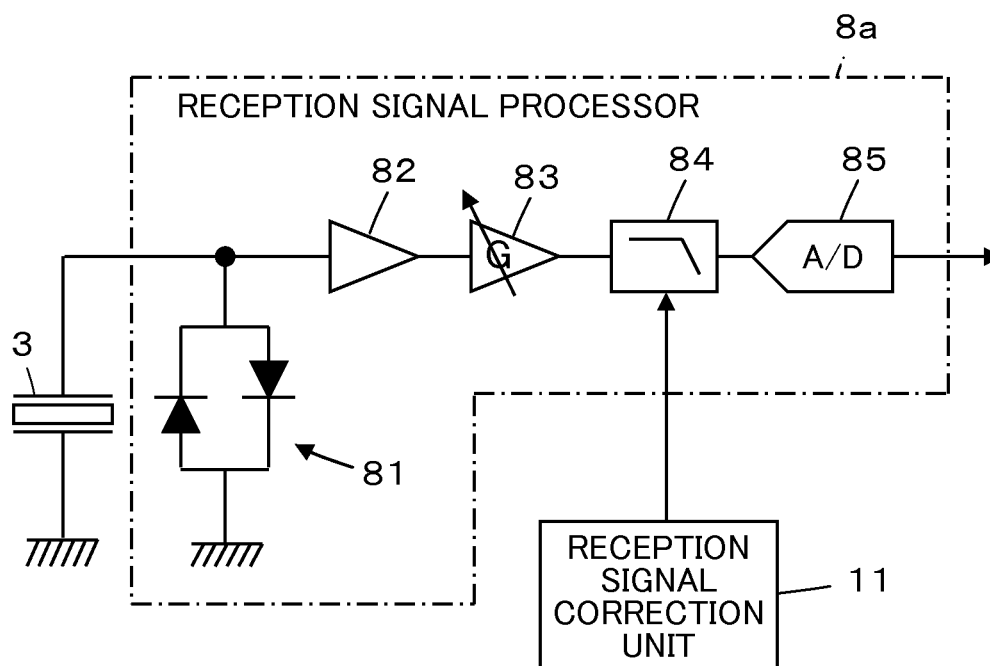 8a
RECEPTION SIGNAL PROCESSOR
82
83
84
85
G
A/D
3
81
RECEPTION
SIGNAL
CORRECTION
UNIT
11